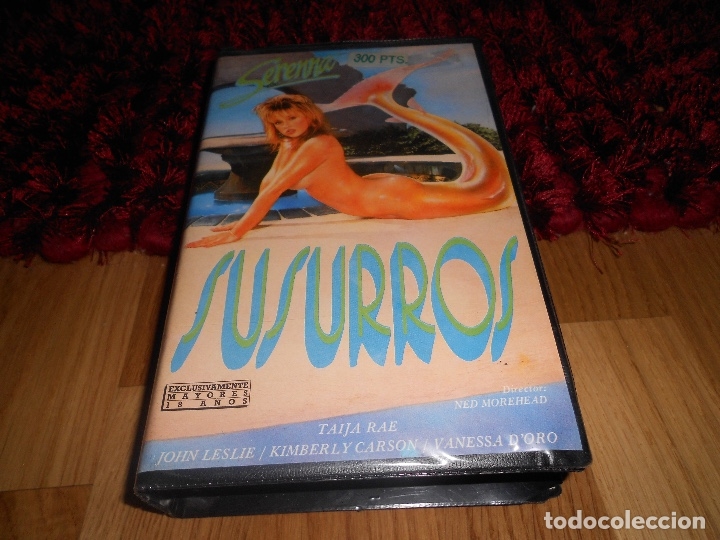 Serenna
300 PTS.
SUSURROS
EXCLUSIVAMENTE
MAYORES
18 AÑOS
Director:
NED MOREHEAD
TAIJA RAE
JOHN LESLIE / KIMBERLY CARSON / VANESSA D'ORO
todocoleccion